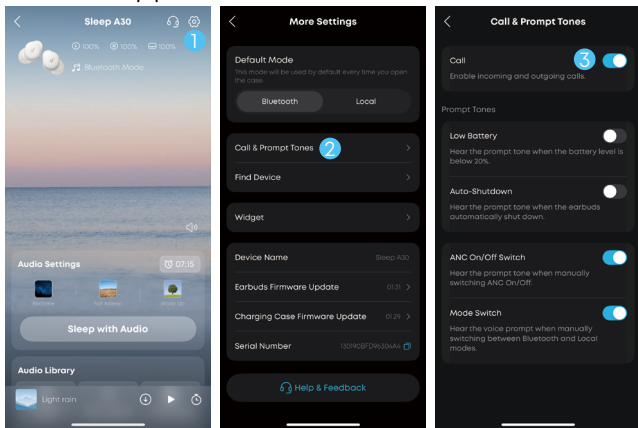 Sleep A30
100% 100% 100%
Bluetooth Mode
1
Audio Settings
07:15
Bedtime
Fall Asleep
Wake Up
Sleep with Audio
Audio Library
Light rain
More Settings
Default Mode
This mode will be used by default every time you open
the case.
Bluetooth Local
Call & Prompt Tones 2
Find Device
Widget
Device Name Sleep A30
Earbuds Firmware Update 01.31
Charging Case Firmware Update 01.29
Serial Number
Help & Feedback
Call & Prompt Tones
Call 3
Enable incoming and outgoing calls.
Prompt Tones
Low Battery
Hear the prompt tone when the battery level is
below 20%.
Auto-Shutdown
Hear the prompt tone when the earbuds
automatically shut down.
ANC On/Off Switch
Hear the prompt tone when manually
switching ANC On/Off.
Mode Switch
Hear the voice prompt when manually
switching between Bluetooth and Local
modes.